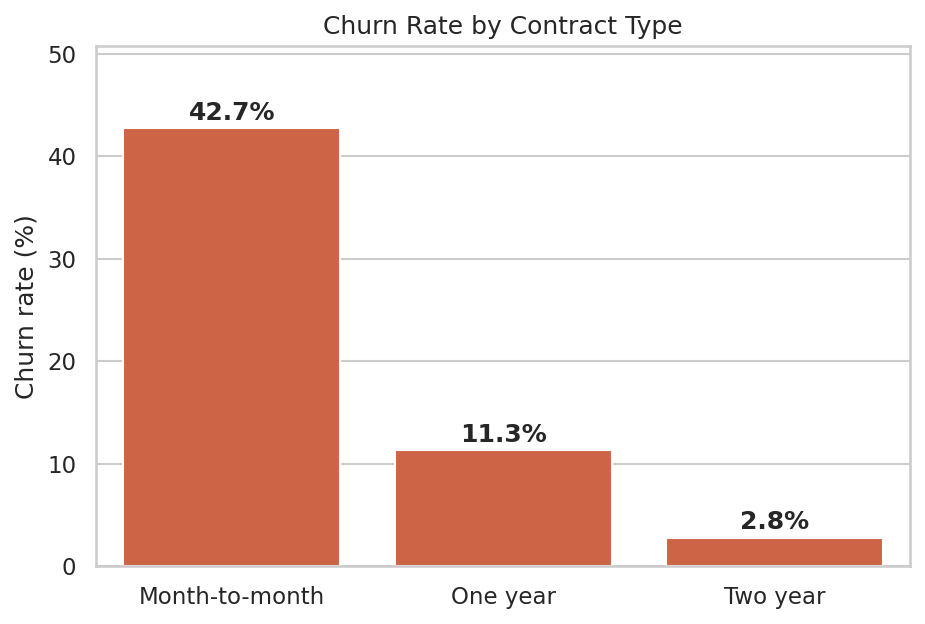 Churn Rate by Contract Type
Churn rate (%)
50
40
30
20
10
0
42.7%
11.3%
2.8%
Month-to-month
One year
Two year